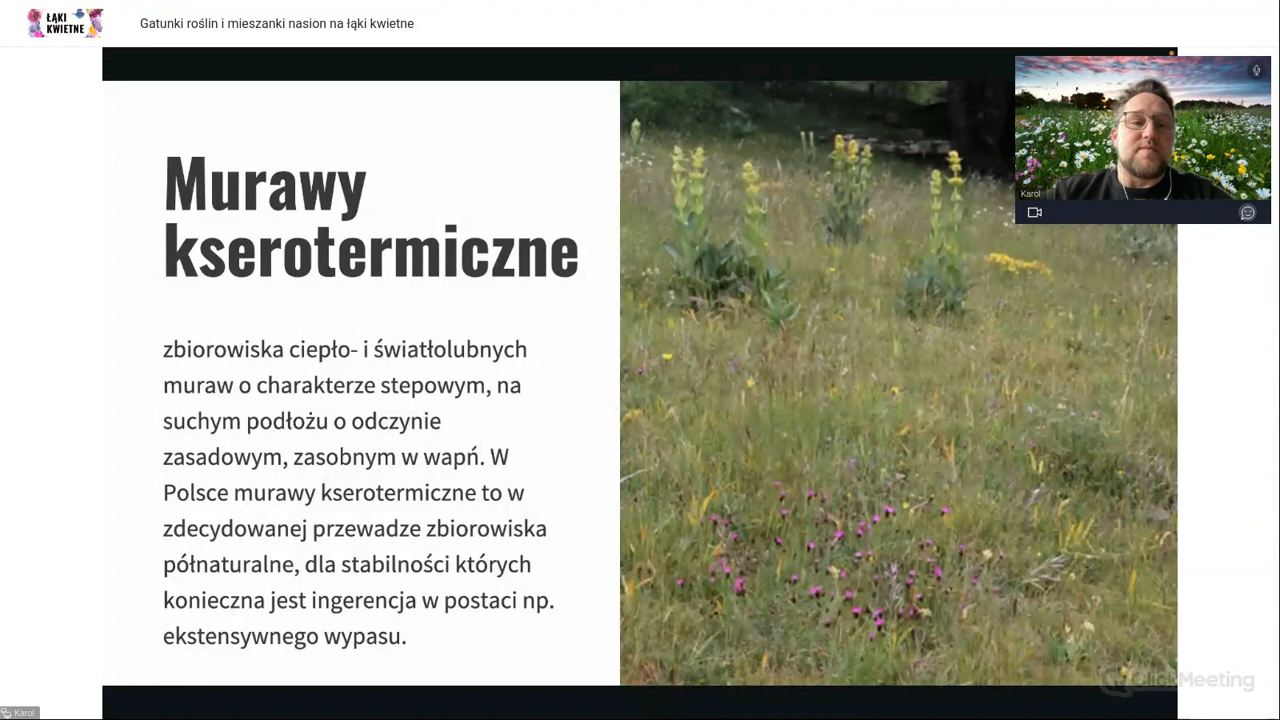 ŁĄKI
KWIETNE
Gatunki roślin i mieszanki nasion na łąki kwietne
Murawy
kserotermiczne
zbiorowiska ciepło- i światłolubnych
muraw o charakterze stepowym, na
suchym podłożu o odczynie
zasadowym, zasobnym w wapń. W
Polsce murawy kserotermiczne to w
zdecydowanej przewadze zbiorowiska
półnaturalne, dla stabilności których
konieczna jest ingerencja w postaci np.
ekstensywnego wypasu.
Karol
ClickMeeting
Karol